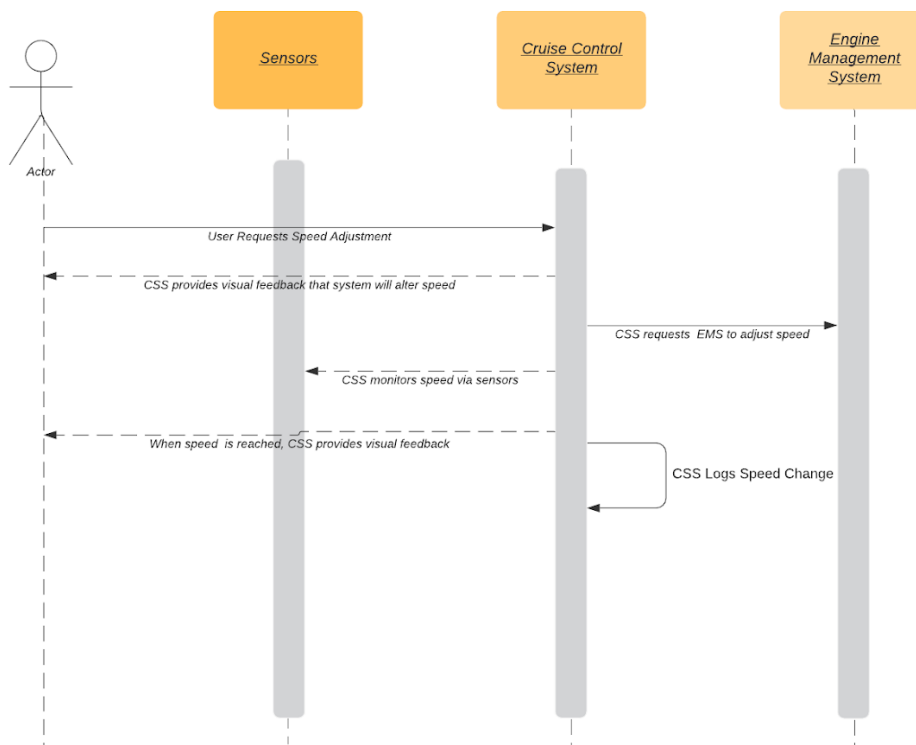 Sensors
Cruise Control
System
Engine
Management
System
Actor
User Requests Speed Adjustment
CSS provides visual feedback that system will alter speed
CSS requests  EMS to adjust speed
CSS monitors speed via sensors
When speed  is reached, CSS provides visual feedback
CSS Logs Speed Change